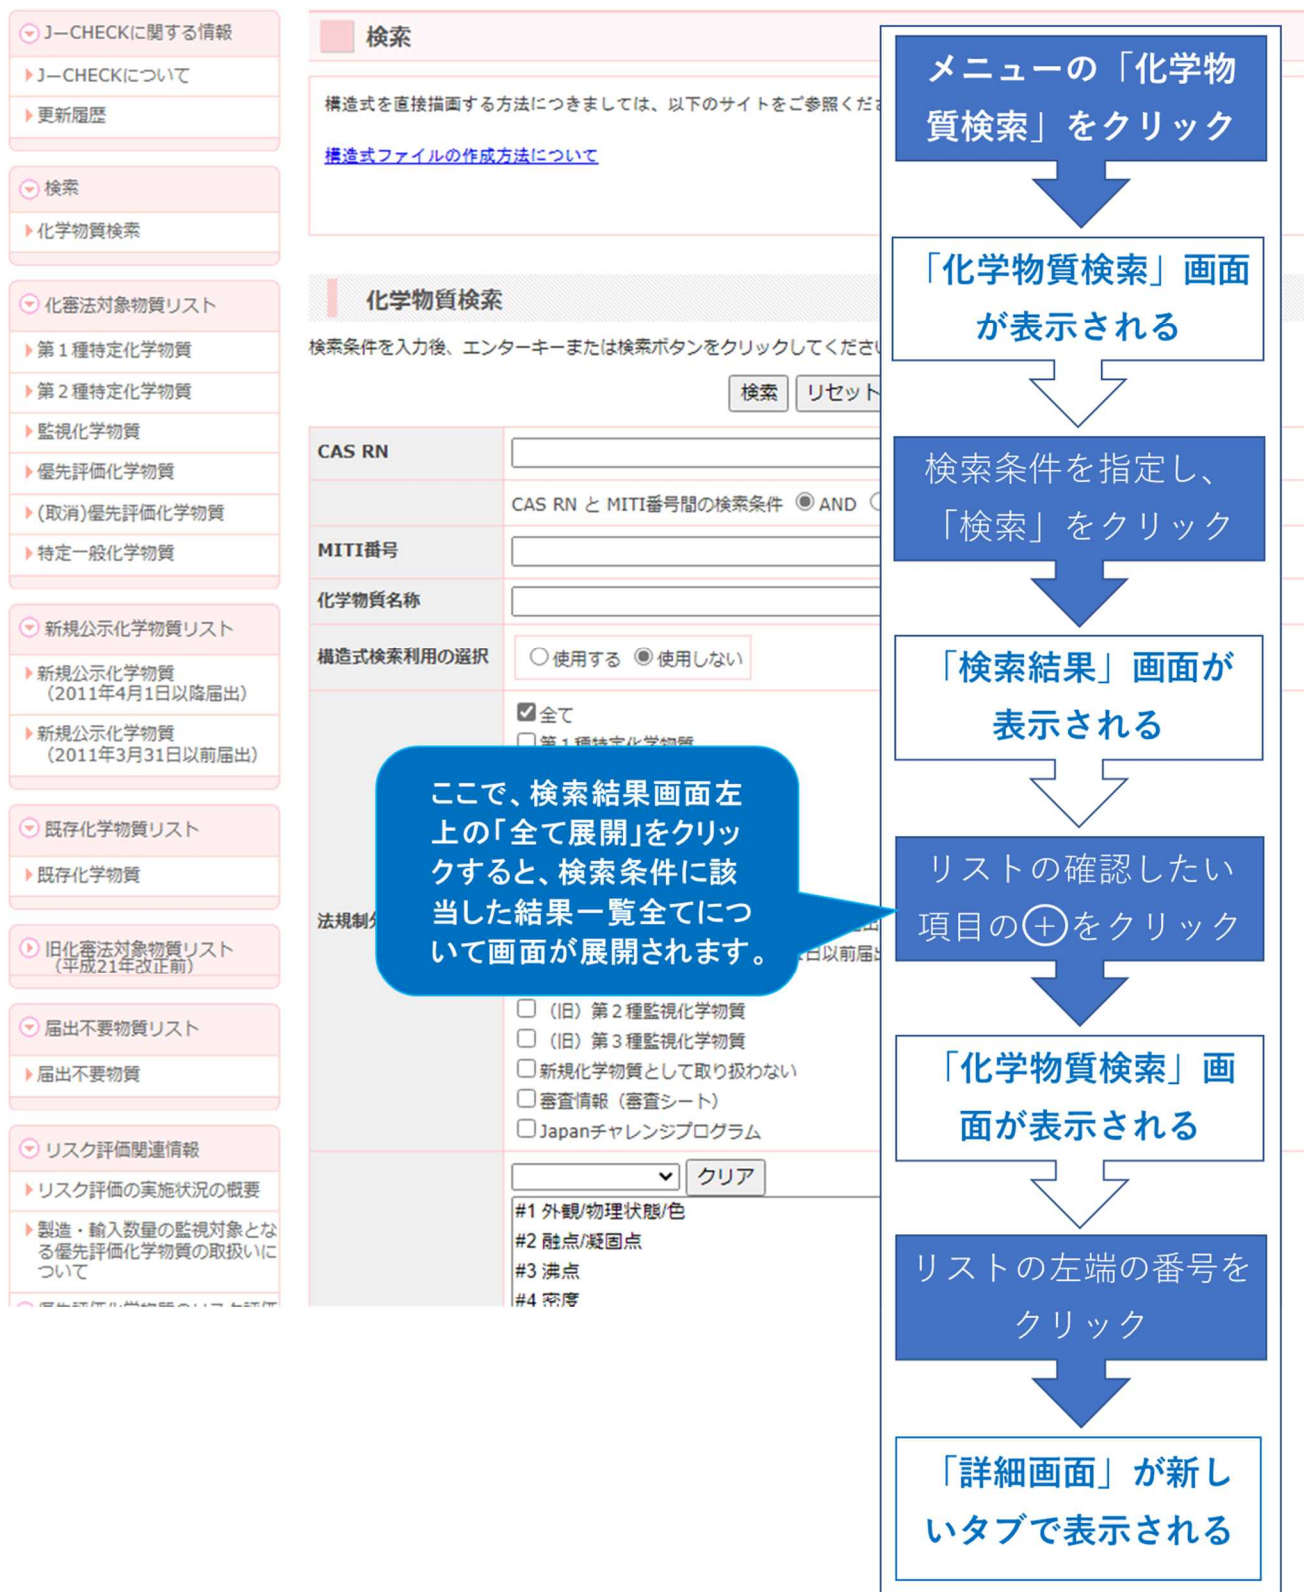 J－CHECKに関する情報
J－CHECKについて
更新履歴
検索
化学物質検索
化審法対象物質リスト
第１種特定化学物質
第２種特定化学物質
監視化学物質
優先評価化学物質
(取消)優先評価化学物質
特定一般化学物質
新規公示化学物質リスト
新規公示化学物質
（2011年4月1日以降届出）
新規公示化学物質
（2011年3月31日以前届出）
既存化学物質リスト
既存化学物質
旧化審法対象物質リスト
（平成21年改正前）
届出不要物質リスト
届出不要物質
リスク評価関連情報
リスク評価の実施状況の概要
製造・輸入数量の監視対象とな
る優先評価化学物質の取扱いに
ついて
検索
構造式を直接描画する方法につきましては、以下のサイトをご参照くだ
構造式ファイルの作成方法について
化学物質検索
検索条件を入力後、エンターキーまたは検索ボタンをクリックしてくださ
検索 リセット
CAS RN
CAS RN と MITI番号間の検索条件 AND
MITI番号
化学物質名称
構造式検索利用の選択
使用する 使用しない
全て
第１種特定化学物質
法規制
日以前届
（旧）第２種監視化学物質
（旧）第３種監視化学物質
新規化学物質として取り扱わない
審査情報（審査シート）
Japanチャレンジプログラム
クリア
#1 外観/物理状態/色
#2 融点/凝固点
#3 沸点
#4 密度
ここで、検索結果画面左
上の「全て展開」をクリッ
クすると、検索条件に該
当した結果一覧全てにつ
いて画面が展開されます。
メニューの「化学物
質検索」をクリック
「化学物質検索」画面
が表示される
検索条件を指定し、
「検索」をクリック
「検索結果」画面が
表示される
リストの確認したい
項目の⊕をクリック
「化学物質検索」画
面が表示される
リストの左端の番号を
クリック
「詳細画面」が新し
いタブで表示される